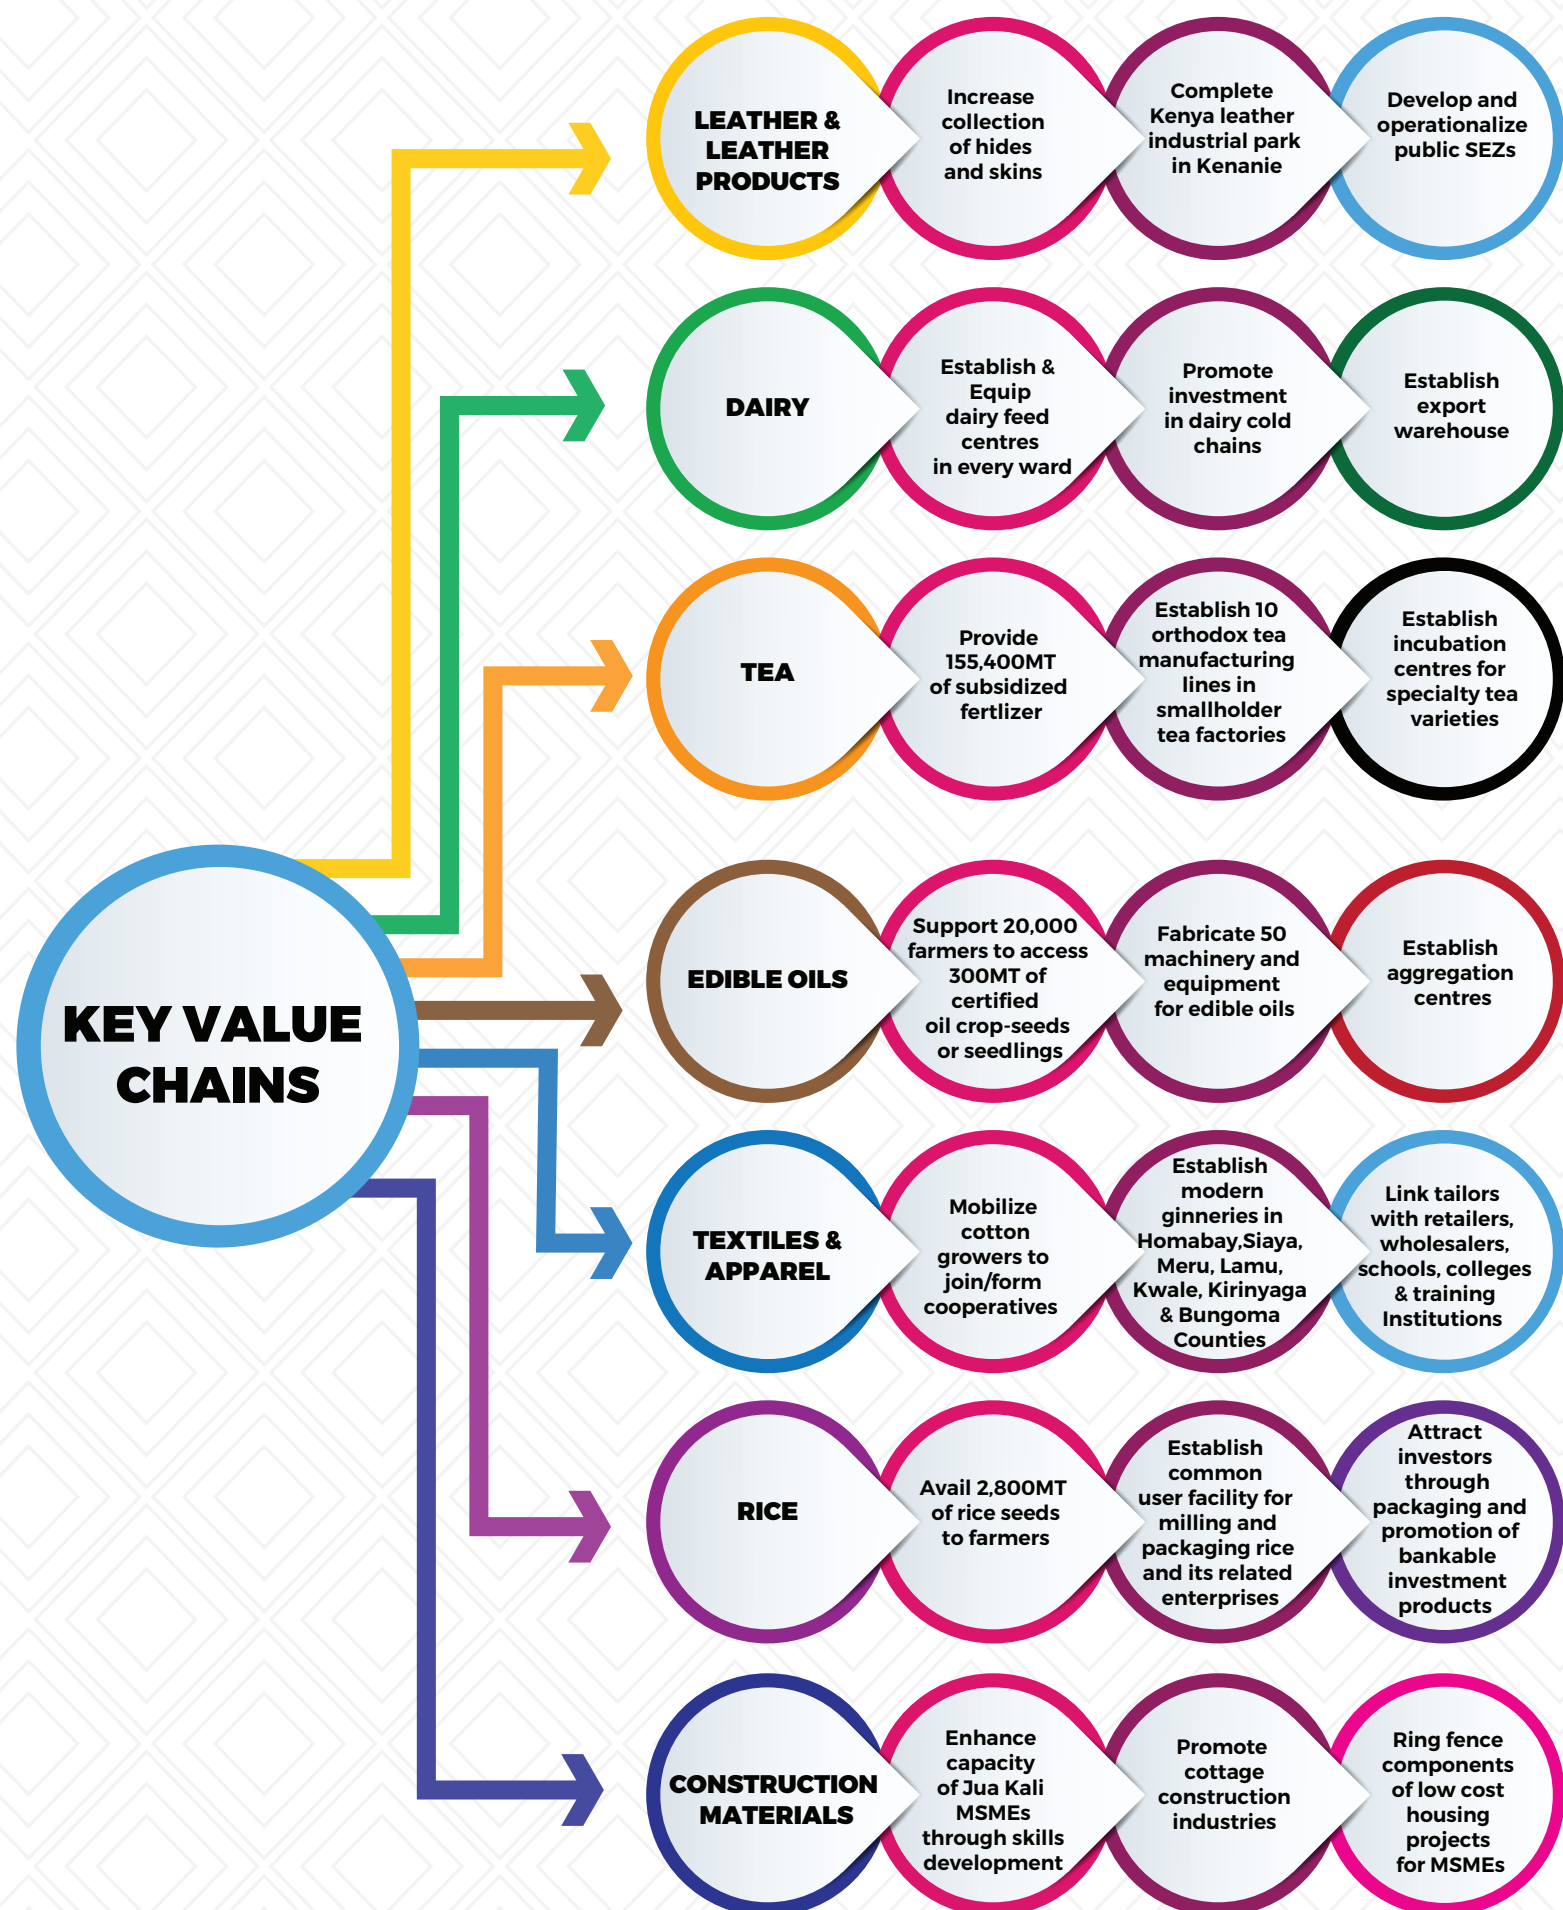 LEATHER &
LEATHER
PRODUCTS
Increase
collection
of hides
and skins
Complete
Kenya leather
industrial park
in Kenanie
Develop and
operationalize
public SEZs
DAIRY
Establish &
Equip
dairy feed
centres
in every ward
Promote
investment
in dairy cold
chains
Establish
export
warehouse
TEA
Provide
155,400MT
of subsidized
fertlizer
Establish 10
orthodox tea
manufacturing
lines in
smallholder
tea factories
Establish
incubation
centres for
specialty tea
varieties
KEY VALUE
CHAINS
EDIBLE OILS
Support 20,000
farmers to access
300MT of
certified
oil crop-seeds
or seedlings
Fabricate 50
machinery and
equipment
for edible oils
Establish
aggregation
centres
TEXTILES &
APPAREL
Mobilize
cotton
growers to
join/form
cooperatives
Establish
modern
ginneries in
Homabay,Siaya,
Meru, Lamu,
Kwale, Kirinyaga
& Bungoma
Counties
Link tailors
with retailers,
wholesalers,
schools, colleges
& training
Institutions
RICE
Avail 2,800MT
of rice seeds
to farmers
Establish
common
user facility for
milling and
packaging rice
and its related
enterprises
Attract
investors
through
packaging and
promotion of
bankable
investment
products
CONSTRUCTION
MATERIALS
Enhance
capacity
of Jua Kali
MSMEs
through skills
development
Promote
cottage
construction
industries
Ring fence
components
of low cost
housing
projects
for MSMEs